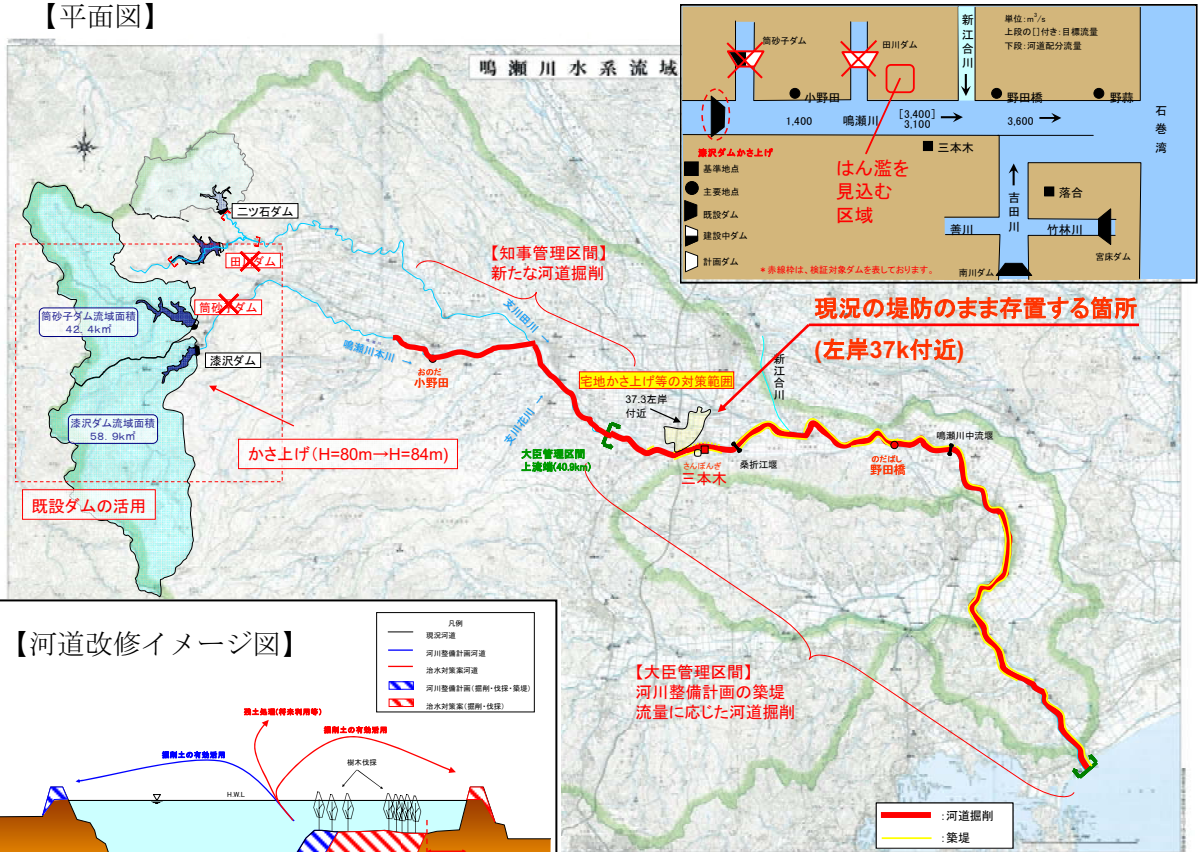 【平面図】
鳴瀬川水系流域
筒砂子ダム
田川ダム
新江合川
単位:m³/s
上段の[]付き:目標流量
下段:河道配分流量
小野田
野田橋
野蒜
石巻湾
1,400
鳴瀬川
[3,400]
3,100
3,600
漆沢ダムかさ上げ
三本木
基準地点
主要地点
既設ダム
建設中ダム
計画ダム
はん濫を
見込む
区域
吉田川
落合
善川
竹林川
南川ダム
宮床ダム
*赤線枠は、検証対象ダムを表しております。
二ツ石ダム
田川ダム
筒砂子ダム
筒砂子ダム流域面積
42.4k㎡
漆沢ダム
漆沢ダム流域面積
58.9k㎡
かさ上げ(H=80m→H=84m)
既設ダムの活用
【知事管理区間】
新たな河道掘削
支川田川
鳴瀬川本川
おのだ
小野田
支川花川
現況の堤防のまま存置する箇所
(左岸37k付近)
宅地かさ上げ等の対策範囲
37.3左岸
付近
新江合川
大臣管理区間
上流端(40.9km)
さんぼんぎ
三本木
桑折江堰
のだばし
野田橋
鳴瀬川中流堰
【大臣管理区間】
河川整備計画の築堤
流量に応じた河道掘削
:河道掘削
:築堤
【河道改修イメージ図】
凡例
現況河道
河川整備計画河道
治水対策案河道
河川整備計画(掘削・伐採・築堤)
治水対策案(掘削・伐採)
残土処理(将来利用等)
掘削土の有効活用
掘削土の有効活用
樹木伐採
H.W.L